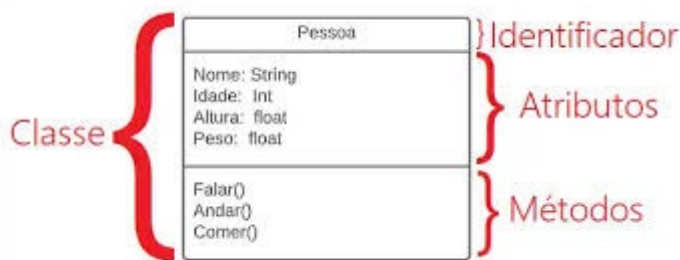 Pessoa
Identificador
Nome: String
Idade: Int
Altura: float
Peso: float
Atributos
Classe
Falar()
Andar()
Comer()
Métodos